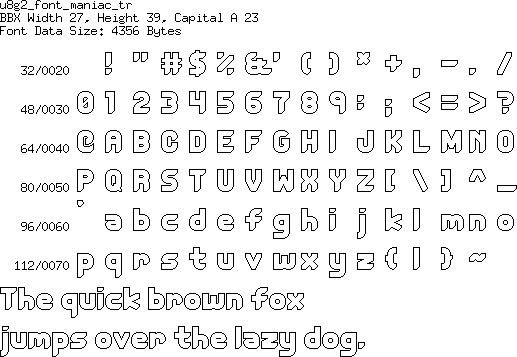 u8g2_font_maniac_tr
BBX Width 27, Height 39, Capital A 23
Font Data Size: 4356 Bytes
32/0020 ! " # $ % & ' ( ) * + , - . /
48/0030 0 1 2 3 4 5 6 7 8 9 : ; < = > ?
64/0040 @ A B C D E F G H I J K L M N O
80/0050 P Q R S T U V W X Y Z [ \ ] ^ _
96/0060 ` a b c d e f g h i j k l m n o
112/0070 p q r s t u v w x y z { | } ~
The quick brown fox
jumps over the lazy dog.